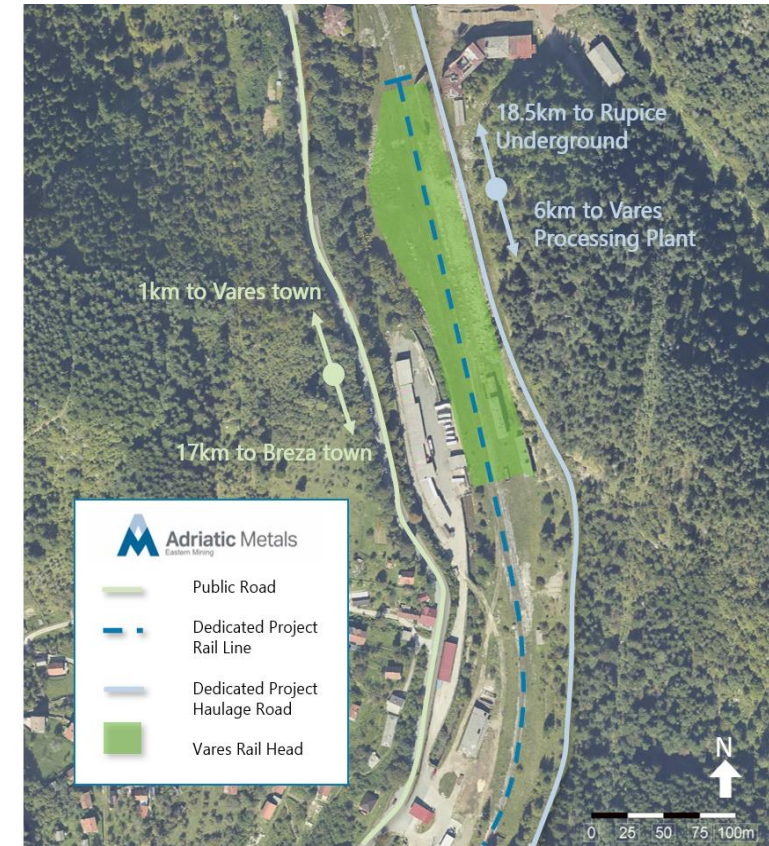 18.5km to Rupice
Underground
6km to Vares
Processing Plant
1km to Vares town
17km to Breza town
Adriatic Metals
Eastern Mining
Public Road
Dedicated Project
Rail Line
Dedicated Project
Haulage Road
Vares Rail Head
N
0 25 50 75 100m